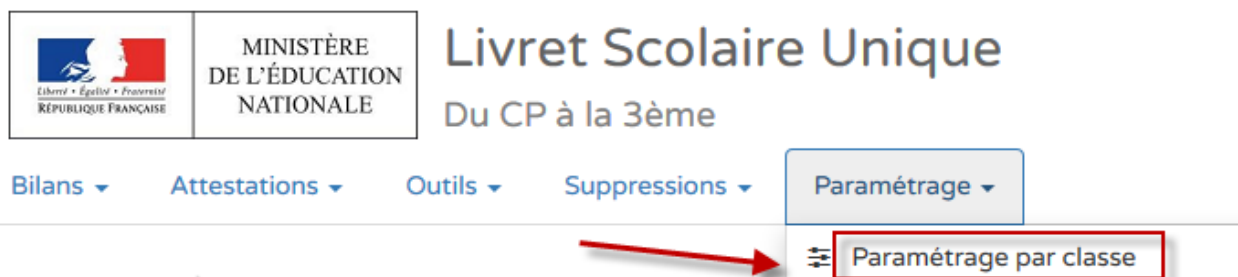 Liberté • Égalité • Fraternité
RÉPUBLIQUE FRANÇAISE
MINISTÈRE
DE L'ÉDUCATION
NATIONALE
Livret Scolaire Unique
Du CP à la 3ème
Bilans Attestations Outils Suppressions Paramétrage
Paramétrage par classe